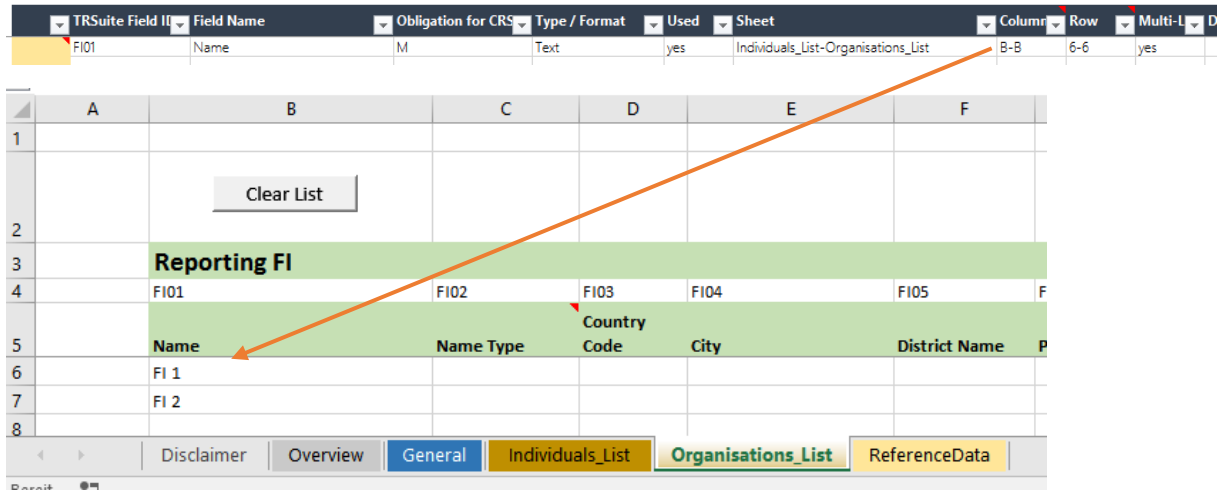 TRSuite Field ID Field Name Obligation for CRS Type / Format Used Sheet Column Row Multi-L D
FI01 Name M Text yes Individuals_List-Organisations_List B-B 6-6 yes
A B C D E F
1
Clear List
2
3 Reporting FI
4 FI01 FI02 FI03 FI04 FI05 F
Country
5 Name Name Type Code City District Name P
6 FI 1
7 FI 2
8
Disclaimer Overview General Individuals_List Organisations_List ReferenceData
Bereit